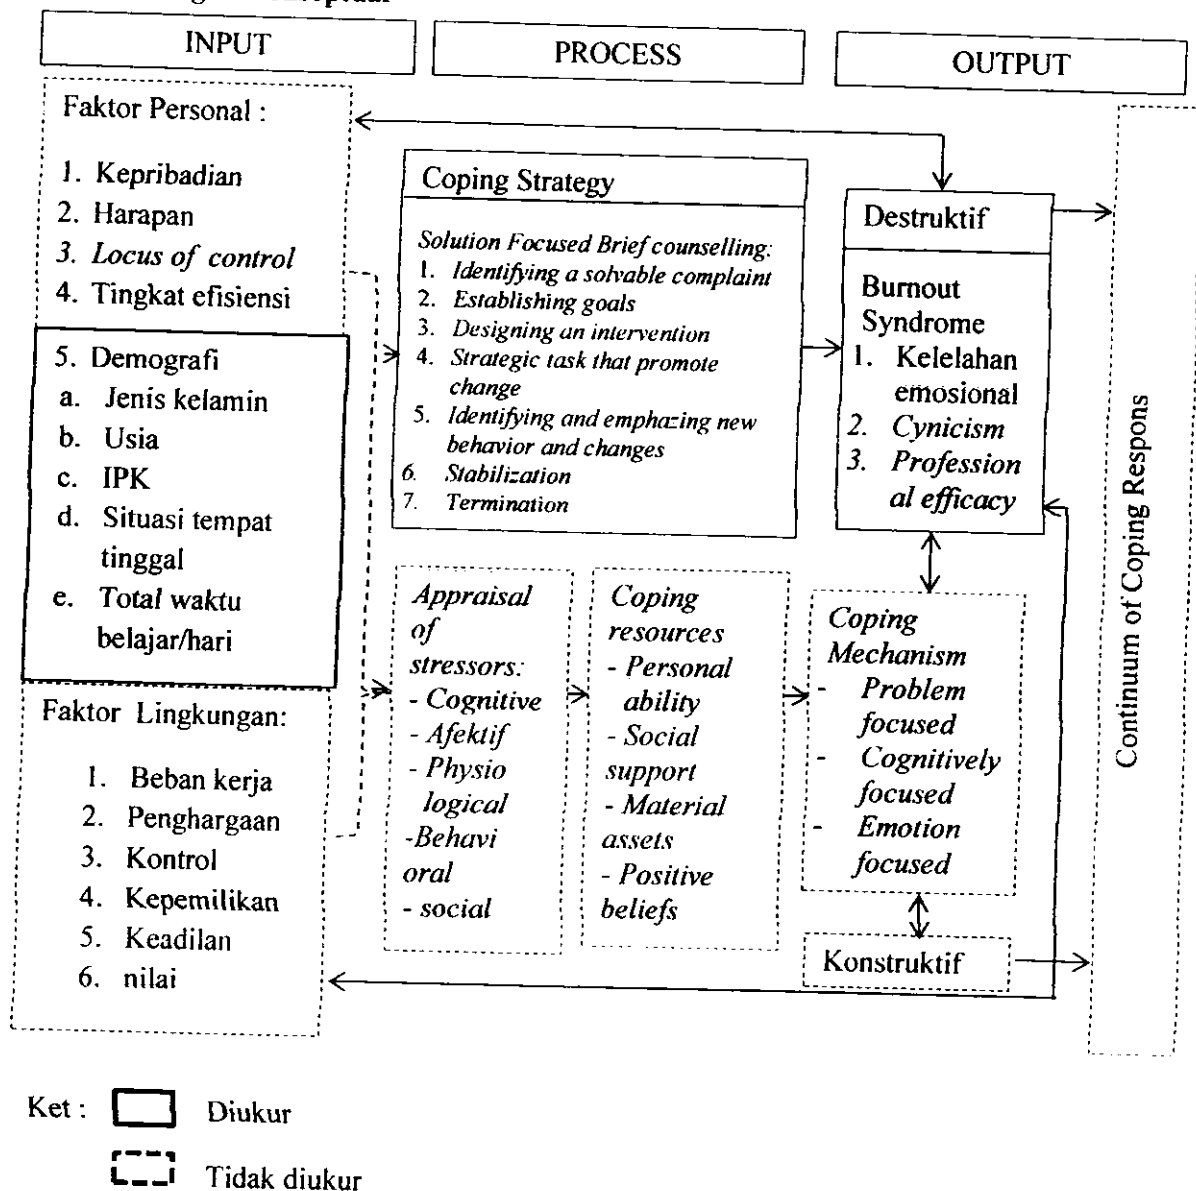 INPUT
PROCESS
OUTPUT
Faktor Personal :
1. Kepribadian
2. Harapan
3. Locus of control
4. Tingkat efisiensi
5. Demografi
a. Jenis kelamin
b. Usia
c. IPK
d. Situasi tempat
tinggal
e. Total waktu
belajar/hari
Faktor Lingkungan:
1. Beban kerja
2. Penghargaan
3. Kontrol
4. Kepemilikan
5. Keadilan
6. nilai
Coping Strategy
Solution Focused Brief counselling:
1. Identifying a solvable complaint
2. Establishing goals
3. Designing an intervention
4. Strategic task that promote
change
5. Identifying and emphazing new
behavior and changes
6. Stabilization
7. Termination
Appraisal
of
stressors:
- Cognitive
- Afektif
- Physio
logical
-Behavi
oral
- social
Coping
resources
- Personal
ability
- Social
support
- Material
assets
- Positive
beliefs
Destruktif
Burnout
Syndrome
1. Kelelahan
emosional
2. Cynicism
3. Profession
al efficacy
Coping
Mechanism
- Problem
focused
- Cognitively
focused
- Emotion
focused
Konstruktif
Continuum of Coping Respons
Ket :
Diukur
Tidak diukur